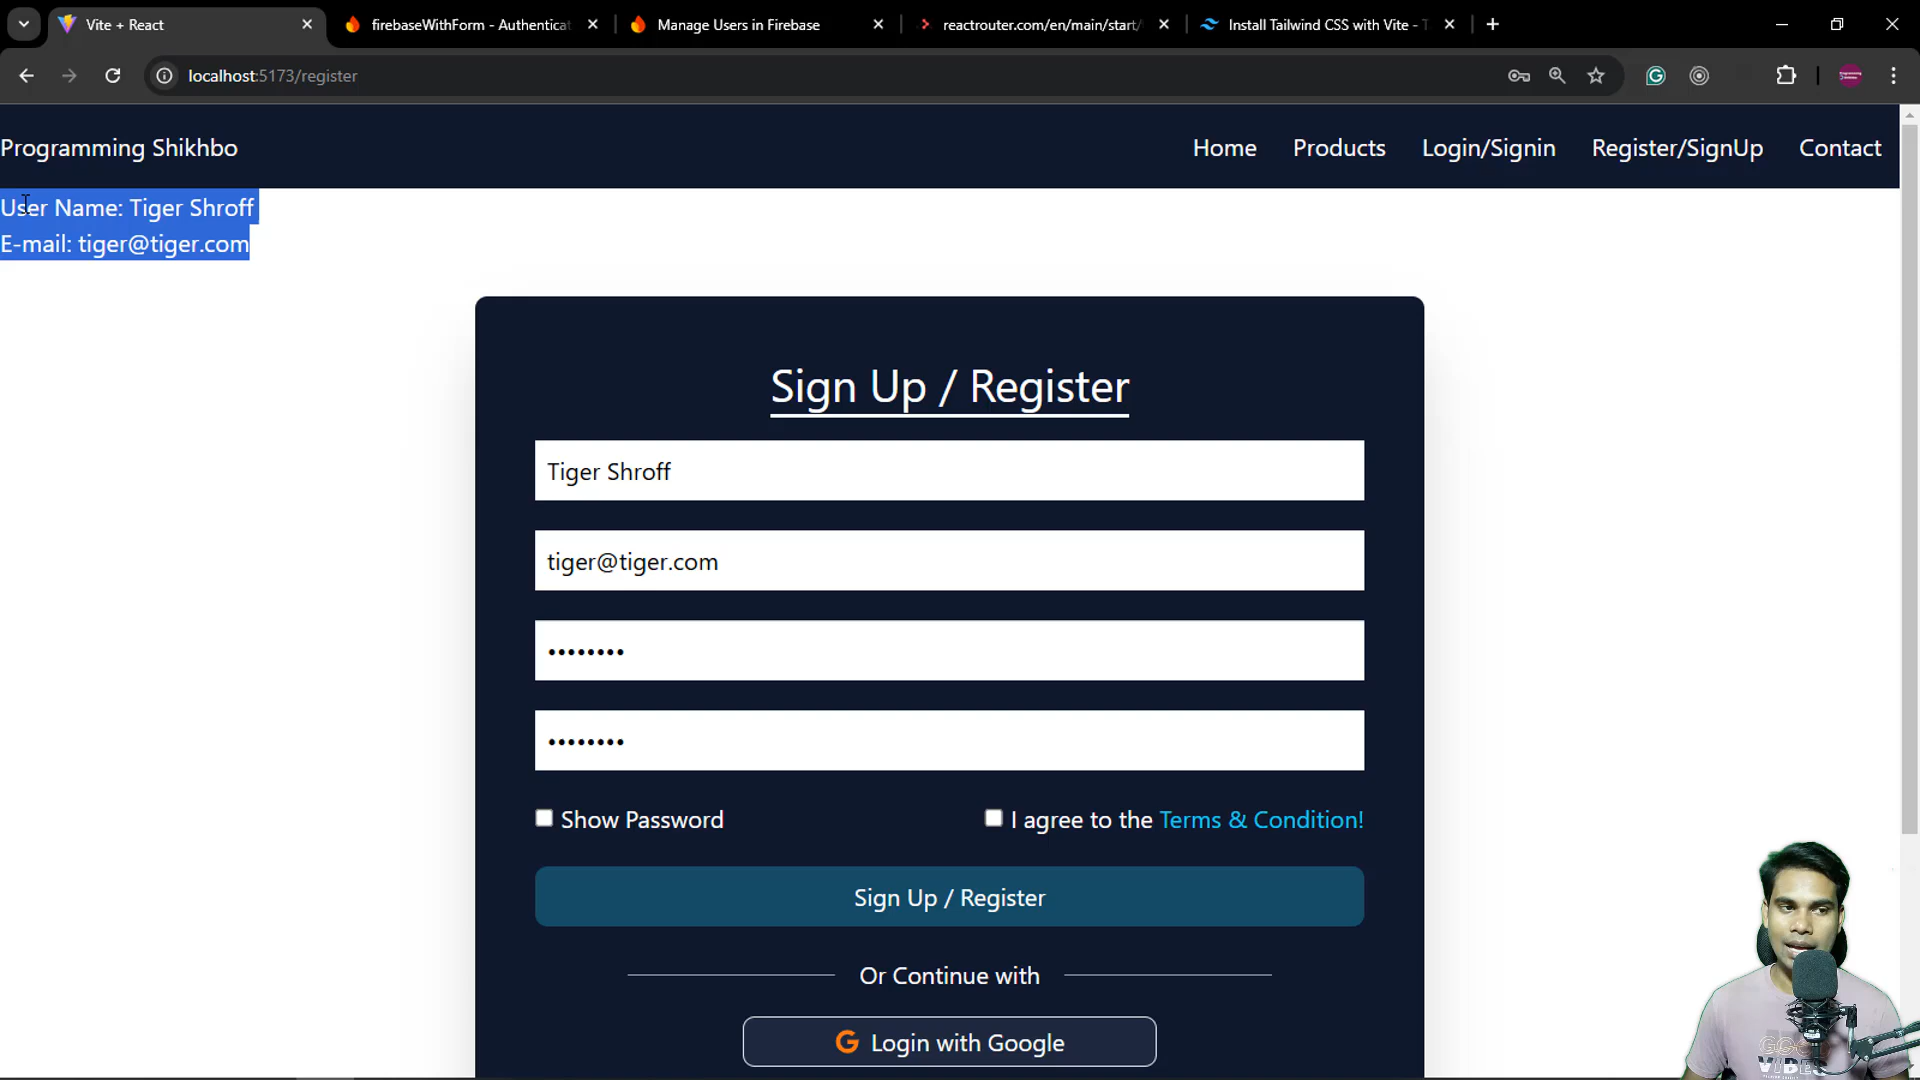 Vite + React
firebaseWithForm - Authenticat
Manage Users in Firebase
reactrouter.com/en/main/start/
Install Tailwind CSS with Vite - T
localhost:5173/register
Programming Shikhbo
Home
Products
Login/Signin
Register/SignUp
Contact
User Name: Tiger Shroff
E-mail: tiger@tiger.com
Sign Up / Register
Tiger Shroff
tiger@tiger.com
••••••••
••••••••
Show Password
I agree to the Terms & Condition!
Sign Up / Register
Or Continue with
Login with Google